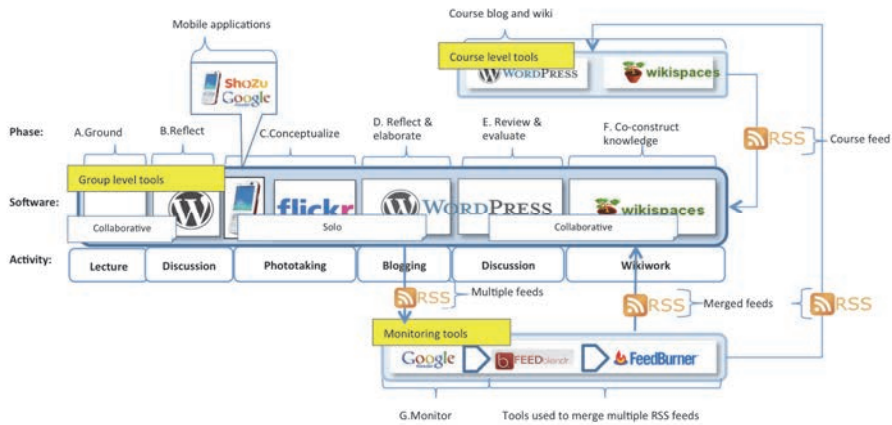 Mobile applications
Course blog and wiki
Course level tools
WORDPRESS
wikispaces
ShoZu
Google
Phase:
A.Ground
B.Reflect
C.Conceptualize
D. Reflect &
elaborate
E. Review &
evaluate
F. Co-construct
knowledge
RSS
Course feed
Group level tools
Software:
flickr
WORDPRESS
wikispaces
Collaborative
Solo
Collaborative
Activity:
Lecture
Discussion
Phototaking
Blogging
Discussion
Wikiwork
RSS
Multiple feeds
RSS
Merged feeds
RSS
Monitoring tools
Google
FEEDblendr
FeedBurner
G.Monitor
Tools used to merge multiple RSS feeds